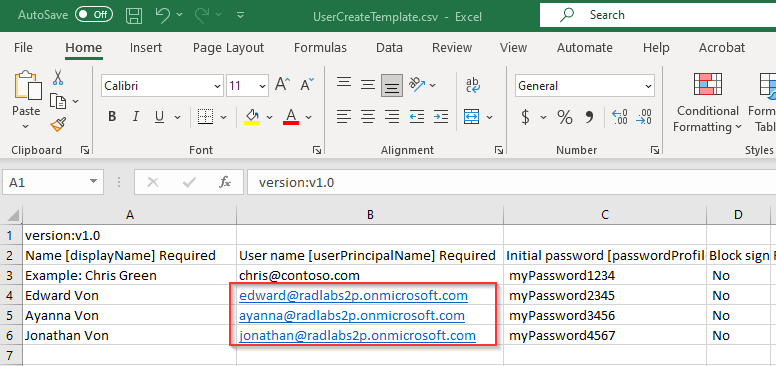 AutoSave Off UserCreateTemplate.csv - Excel Search
File Home Insert Page Layout Formulas Data Review View Automate Help Acrobat
Paste Calibri 11 A A ab General Conditional Form
B I U A $ % , .00 Formatting Tab
Clipboard Font Alignment Number Styles
A1 fx version:v1.0
A B C D
1 version:v1.0
2 Name [displayName] Required User name [userPrincipalName] Required Initial password [passwordProfil Block sign
3 Example: Chris Green chris@contoso.com myPassword1234 No
4 Edward Von edward@radlabs2p.onmicrosoft.com myPassword2345 No
5 Ayanna Von ayanna@radlabs2p.onmicrosoft.com myPassword3456 No
6 Jonathan Von jonathan@radlabs2p.onmicrosoft.com myPassword4567 No
7